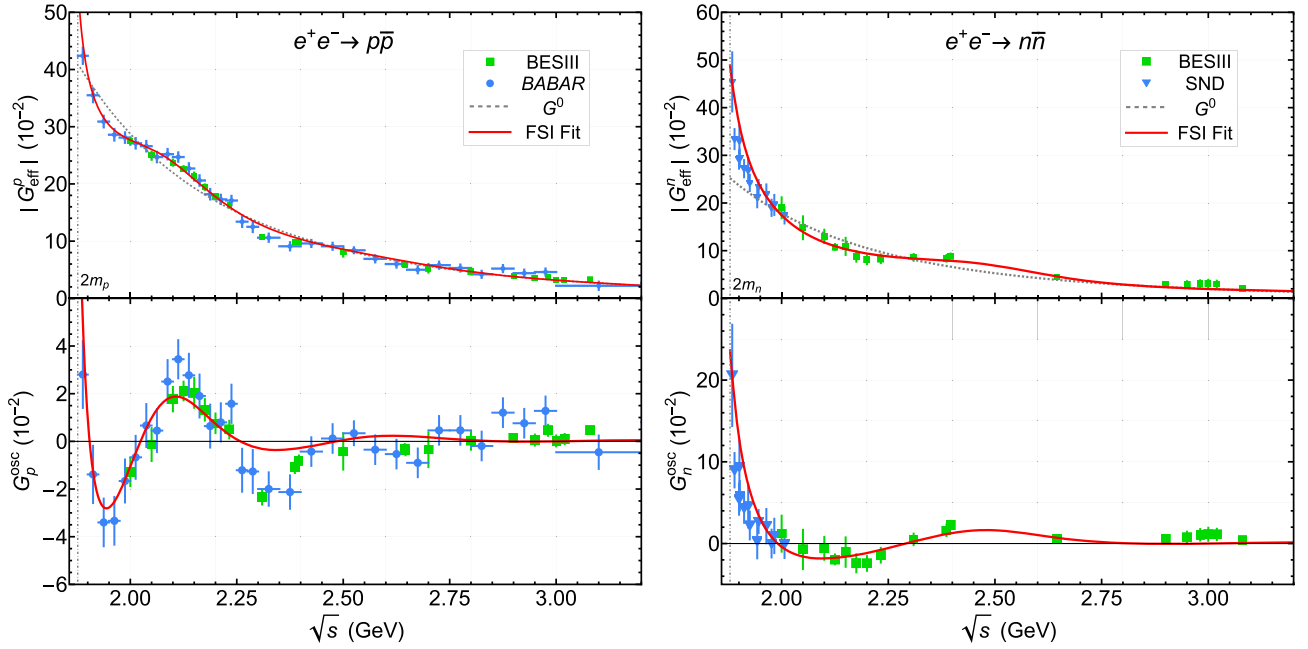 e⁺e⁻→ pp̅
BESIII
BABAR
G⁰
FSI Fit
| Gᵖeff | (10⁻²)
50
40
30
20
10
0
2mₚ
Gₚᵒˢᶜ (10⁻²)
4
2
0
−2
−4
−6
2.00 2.25 2.50 2.75 3.00
√s (GeV)
e⁺e⁻→ nn̅
BESIII
SND
G⁰
FSI Fit
| Gⁿeff | (10⁻²)
60
50
40
30
20
10
0
2mₙ
Gₙᵒˢᶜ (10⁻²)
20
10
0
2.00 2.25 2.50 2.75 3.00
√s (GeV)